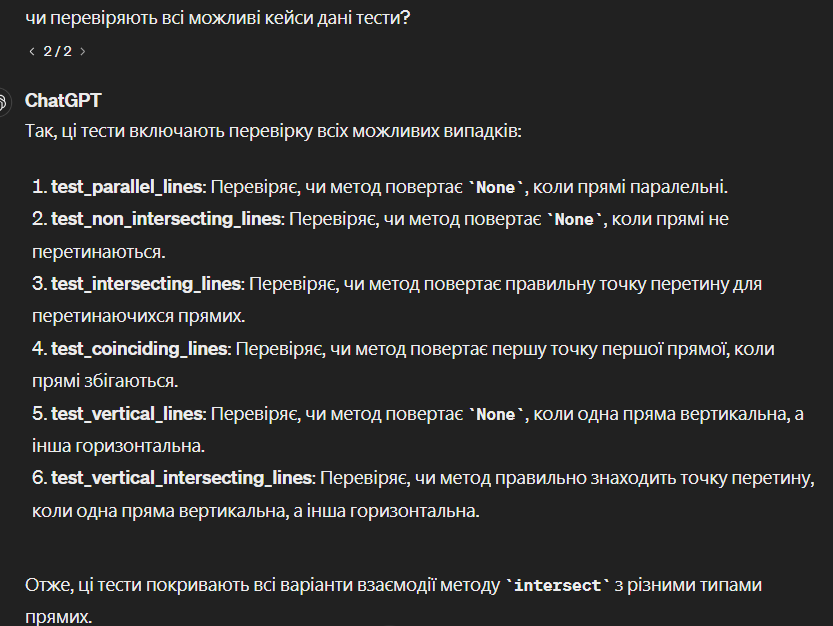 чи перевіряють всі можливі кейси дані тести?
< 2/2 >
ChatGPT
Так, ці тести включають перевірку всіх можливих випадків:
1. test_parallel_lines: Перевіряє, чи метод повертає `None`, коли прямі паралельні.
2. test_non_intersecting_lines: Перевіряє, чи метод повертає `None`, коли прямі не
перетинаються.
3. test_intersecting_lines: Перевіряє, чи метод повертає правильну точку перетину для
перетинаючихся прямих.
4. test_coinciding_lines: Перевіряє, чи метод повертає першу точку першої прямої, коли
прямі збігаються.
5. test_vertical_lines: Перевіряє, чи метод повертає `None`, коли одна пряма вертикальна, а
інша горизонтальна.
6. test_vertical_intersecting_lines: Перевіряє, чи метод правильно знаходить точку перетину,
коли одна пряма вертикальна, а інша горизонтальна.
Отже, ці тести покривають всі варіанти взаємодії методу `intersect` з різними типами
прямих.